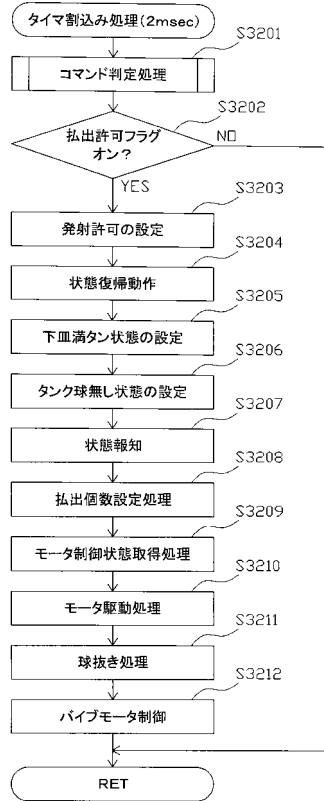 タイマ割込み処理(2msec)
S3201
コマンド判定処理
S3202
払出許可フラグ
オン?
NO
YES
S3203
発射許可の設定
S3204
状態復帰動作
S3205
下皿満タン状態の設定
S3206
タンク球無し状態の設定
S3207
状態報知
S3208
払出個数設定処理
S3209
モータ制御状態取得処理
S3210
モータ駆動処理
S3211
球抜き処理
S3212
バイブモータ制御
RET